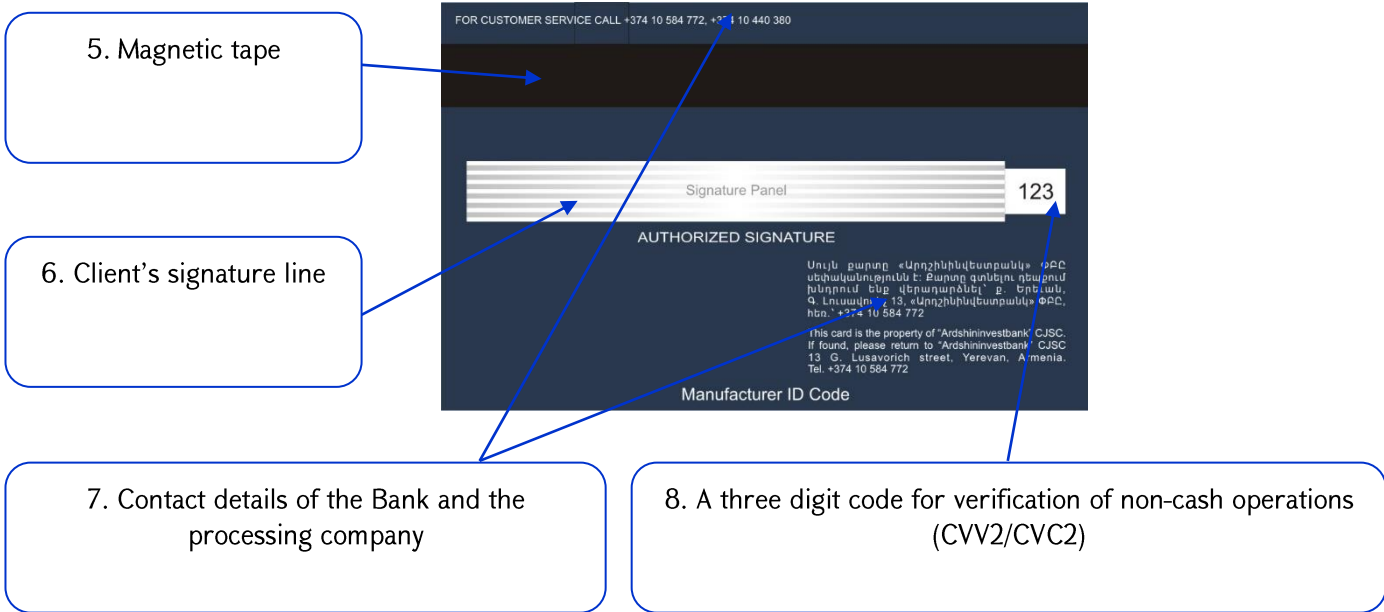 FOR CUSTOMER SERVICE CALL +374 10 584 772, +374 10 440 380
5. Magnetic tape
Signature Panel
123
AUTHORIZED SIGNATURE
6. Client's signature line
Սույն քարտը «Արդշինինվեստբանկ» ՓԲԸ
սեփականությունն է: Քարտը գտնելու դեպքում
խնդրում ենք վերադարձնել՝ ք. Երեւան,
Գ. Լուսավորիչ 13, «Արդշինինվեստբանկ» ՓԲԸ,
հեռ.՝ +374 10 584 772
This card is the property of "Ardshininvestbank" CJSC.
If found, please return to "Ardshininvestbank" CJSC
13 G. Lusavorich street, Yerevan, Armenia.
Tel. +374 10 584 772
Manufacturer ID Code
7. Contact details of the Bank and the
processing company
8. A three digit code for verification of non-cash operations
(CVV2/CVC2)